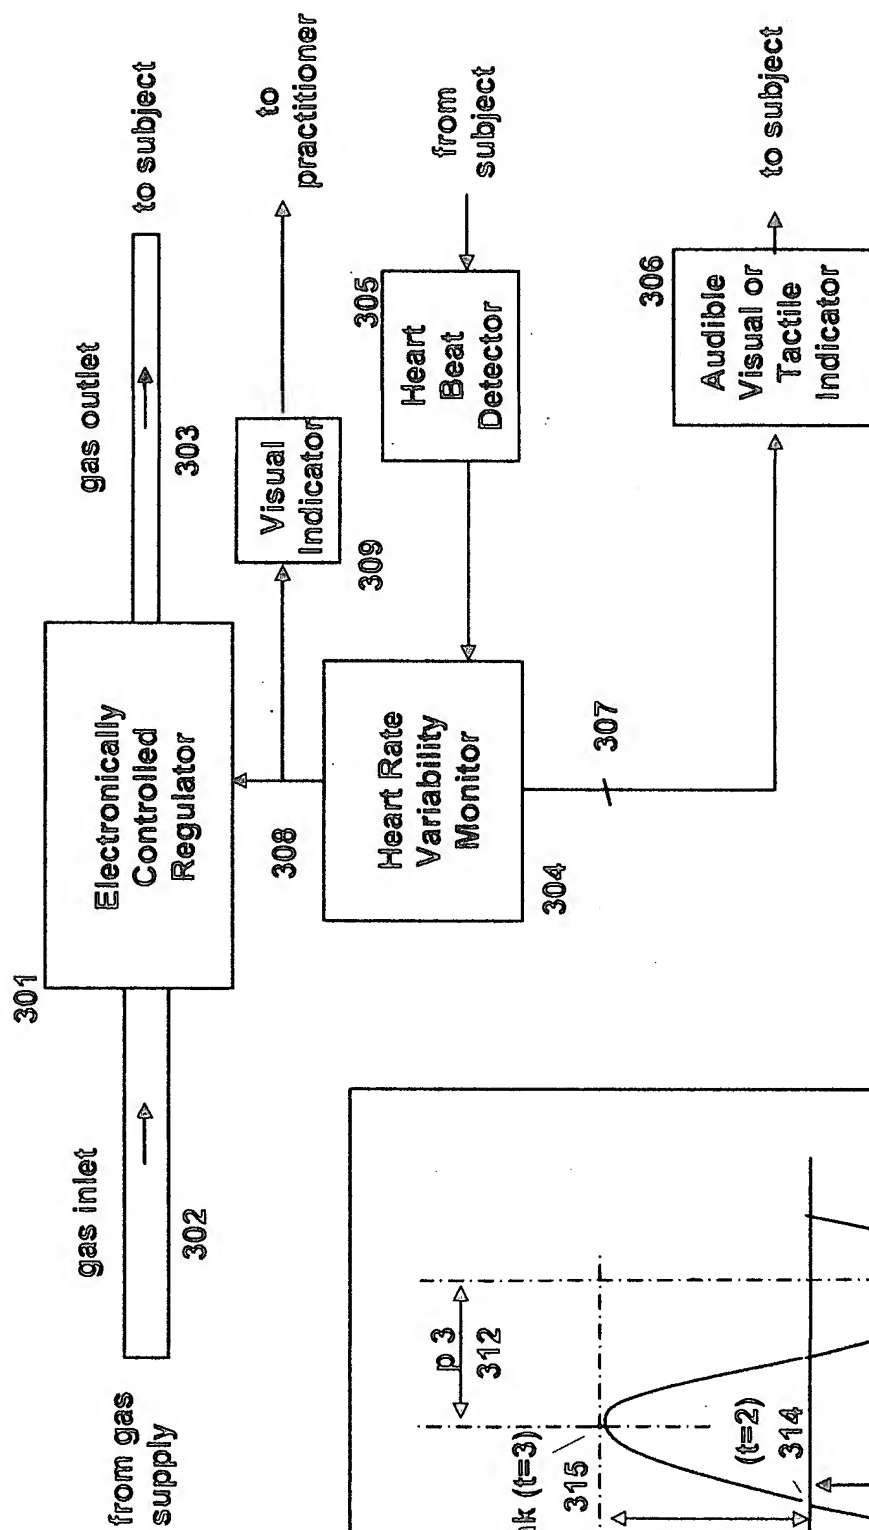 from gas
supply
gas inlet
302
301
Electronically
Controlled
Regulator
gas outlet
303
to subject
308
Visual
Indicator
309
to
practitioner
Heart Rate
Variability
Monitor
304
305
Heart
Beat
Detector
from
subject
307
306
Audible
Visual or
Tactile
Indicator
to subject
p 3
312
(t=3)
315
(t=2)
314